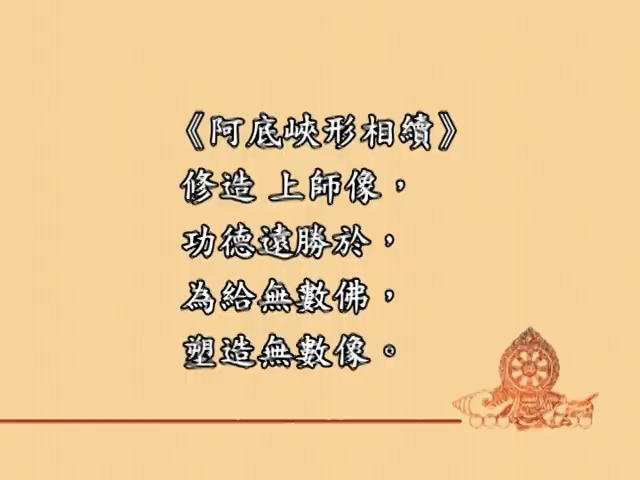 《阿底峽形相續》
修造 上師像，
功德遠勝於，
為給無數佛，
塑造無數像。